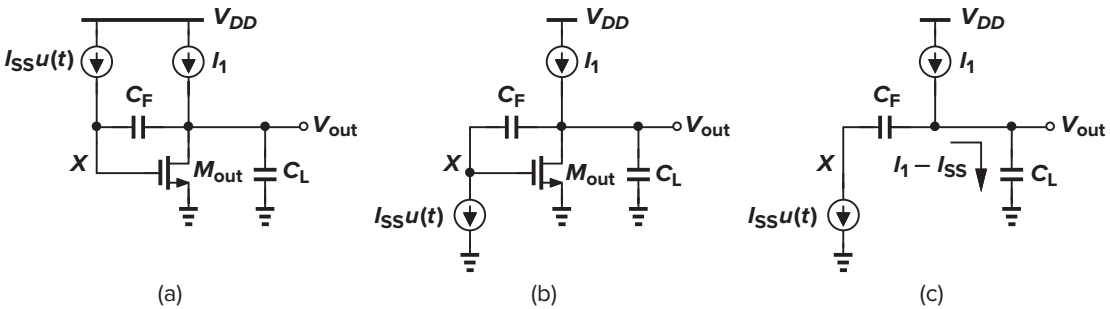 V_DD
I_SS u(t)
I_1
C_F
V_out
X
M_out
C_L
(a)
V_DD
I_1
C_F
V_out
X
M_out
C_L
I_SS u(t)
(b)
V_DD
I_1
C_F
V_out
X
I_1 − I_SS
C_L
I_SS u(t)
(c)